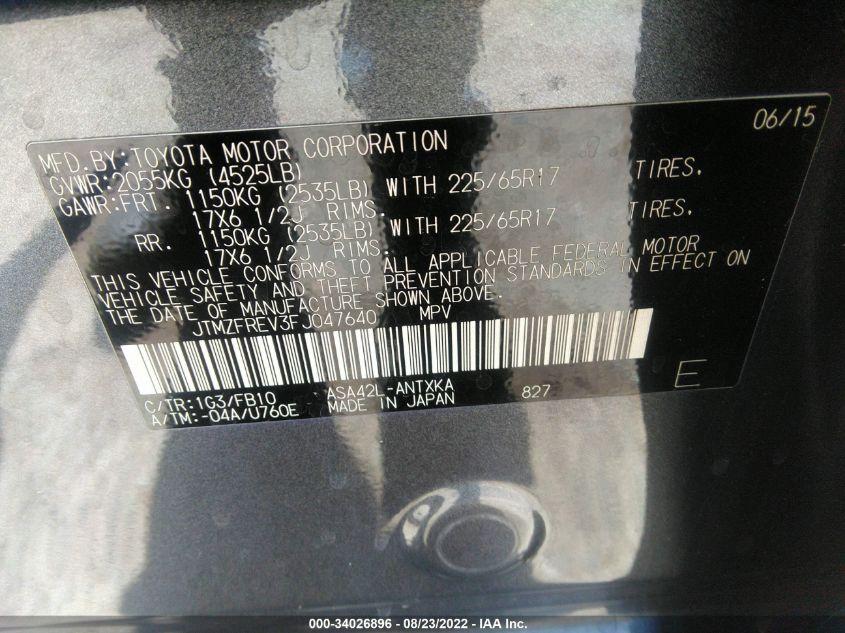 06/15
MFD.BY:TOYOTA MOTOR CORPORATION
GVWR:2055KG (4525LB)
GAWR:FRT. 1150KG (2535LB) WITH 225/65R17 TIRES,
17X6 1/2J RIMS.
RR. 1150KG (2535LB) WITH 225/65R17 TIRES,
17X6 1/2J RIMS.
THIS VEHICLE CONFORMS TO ALL APPLICABLE FEDERAL MOTOR
VEHICLE SAFETY AND THEFT PREVENTION STANDARDS IN EFFECT ON
THE DATE OF MANUFACTURE SHOWN ABOVE.
JTMZFREV3FJ047640 MPV
C/TR:1G3/FB10 ASA42L-ANTXKA 827 E
A/TM:-04A/U760E MADE IN JAPAN
000-34026896 - 08/23/2022 - IAA Inc.